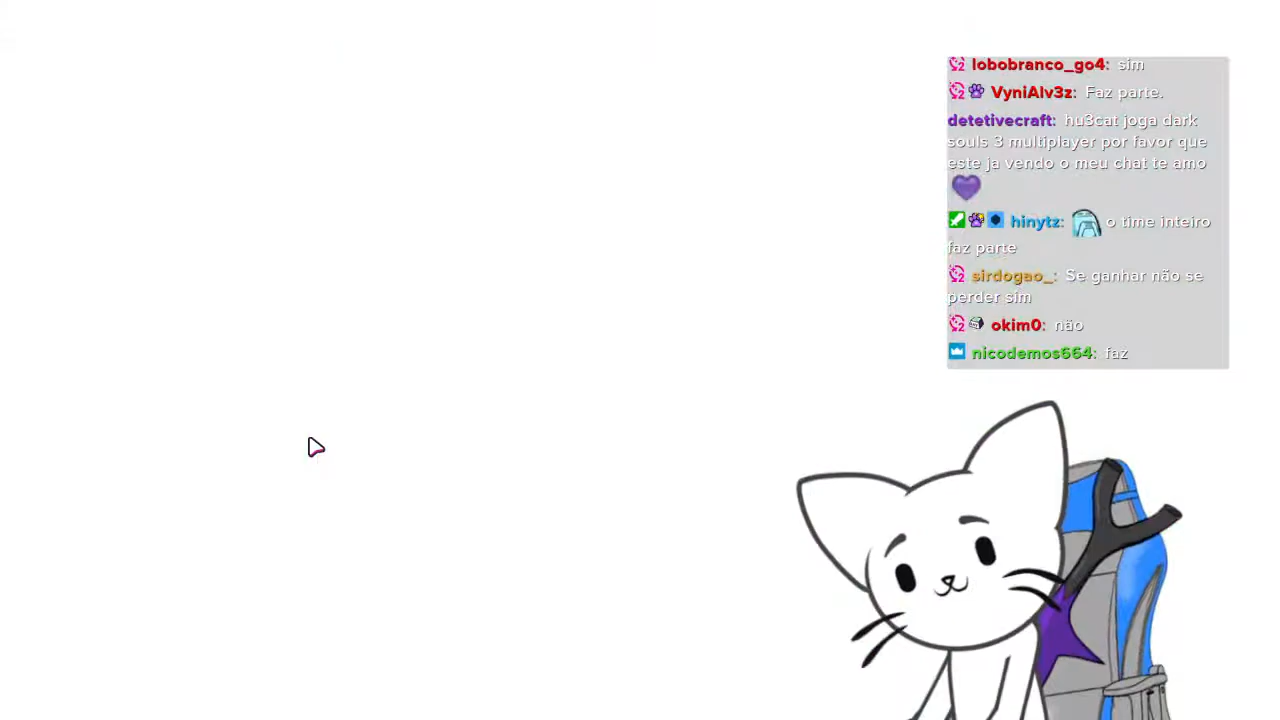 lobobranco_go4: sim
VyniAlv3z: Faz parte.
detetivecraft: hu3cat joga dark
souls 3 multiplayer por favor que
este ja vendo o meu chat te amo
hinytz: o time inteiro
faz parte
sirdogao_: Se ganhar não se
perder sim
okim0: não
nicodemos664: faz